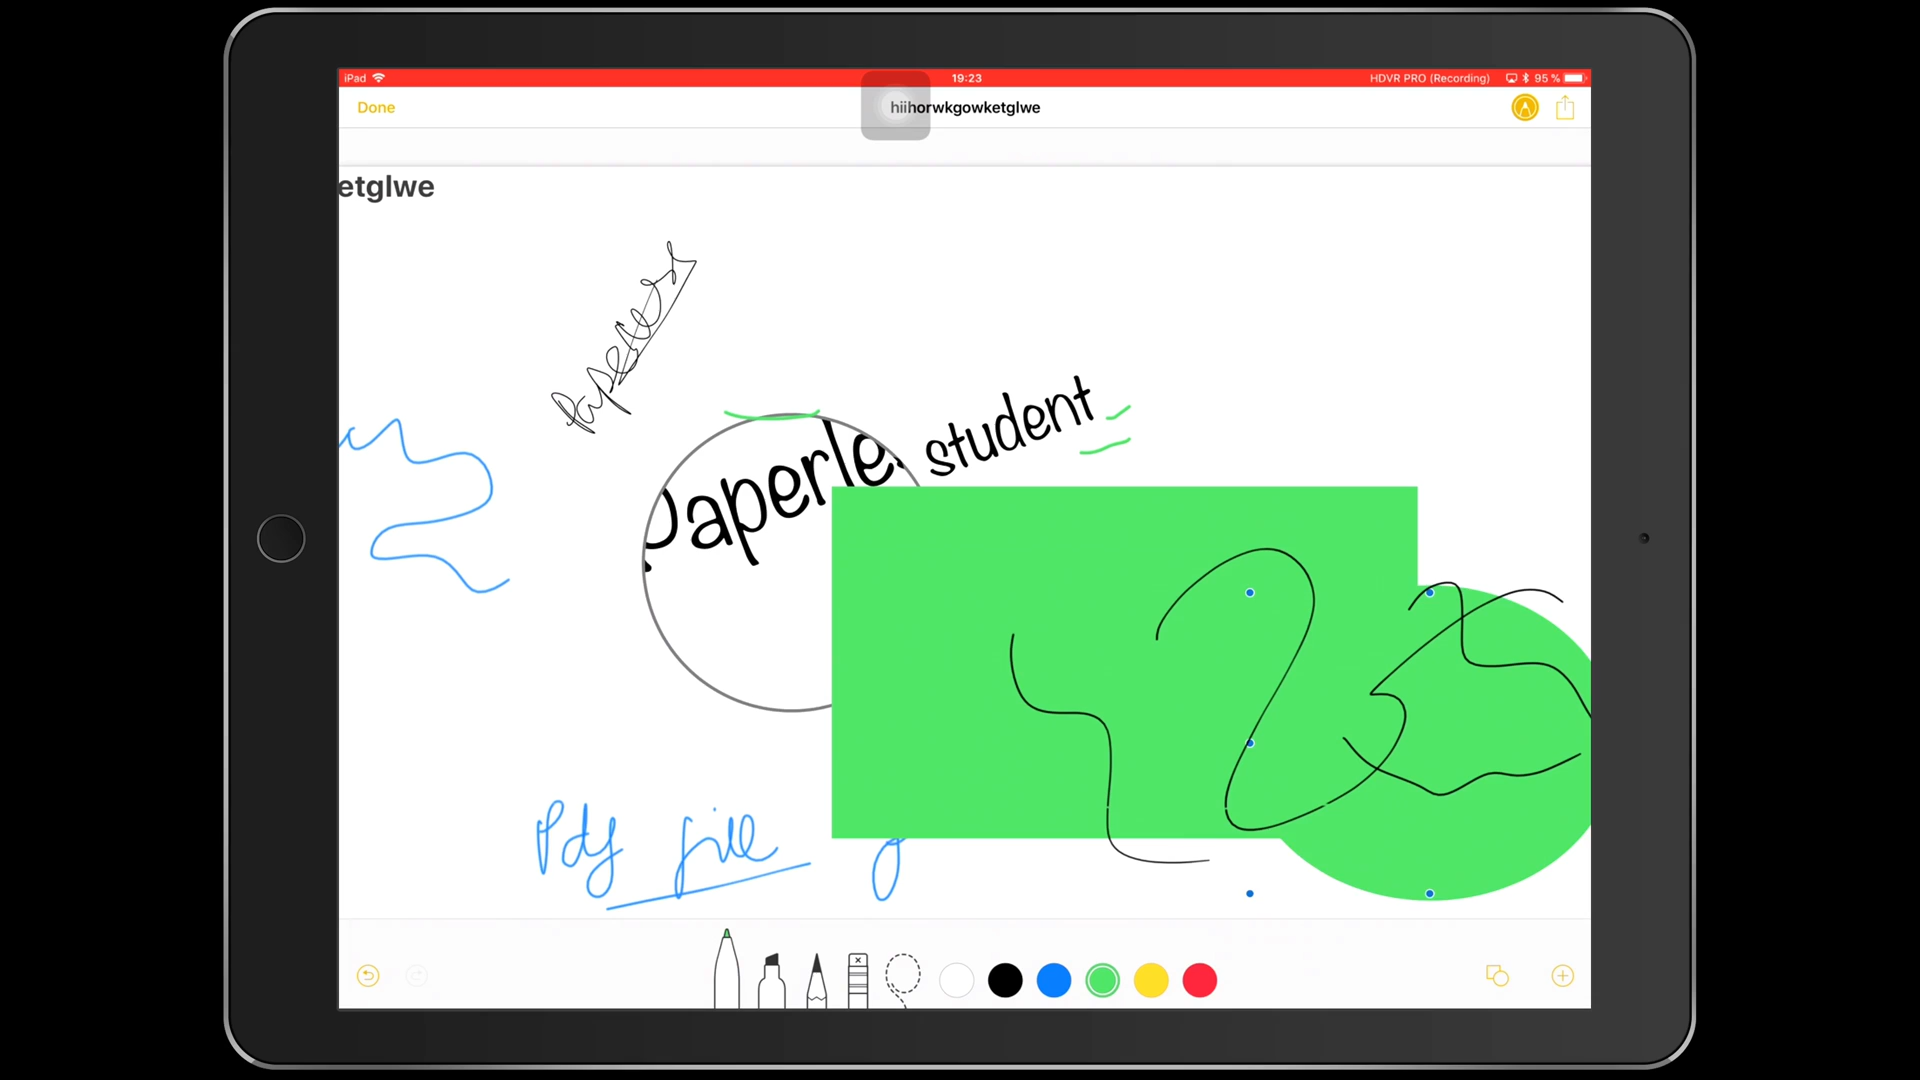 iPad 19:23 HDVR PRO (Recording) 95 %
Done hiihorwkgowketglwe
etglwe
student
Paperle
Pdf file